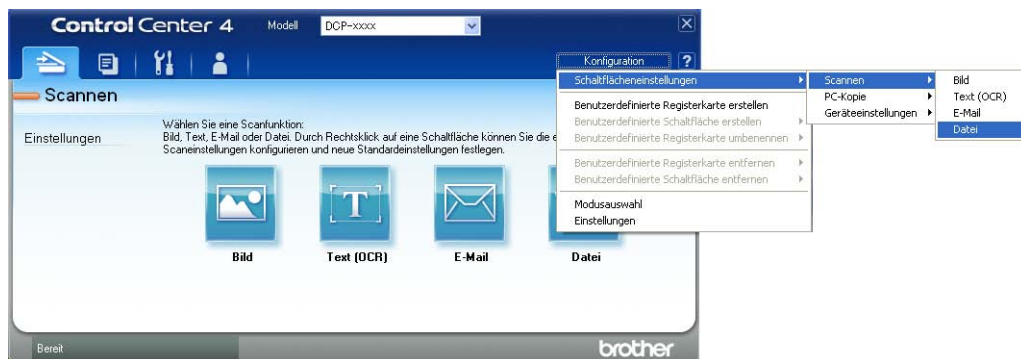 Control Center 4 Modell DCP-xxxx
Konfiguration ?
Scannen
Einstellungen
Wählen Sie eine Scanfunktion:
Bild, Text, E-Mail oder Datei. Durch Rechtsklick auf eine Schaltfläche können Sie die
Scaneinstellungen konfigurieren und neue Standardeinstellungen festlegen.
T
Bild Text (OCR) E-Mail Datei
Schaltflächeneinstellungen
Benutzerdefinierte Registerkarte erstellen
Benutzerdefinierte Schaltfläche erstellen
Benutzerdefinierte Registerkarte umbenennen
Benutzerdefinierte Registerkarte entfernen
Benutzerdefinierte Schaltfläche entfernen
Modusauswahl
Einstellungen
Scannen
PC-Kopie
Geräteeinstellungen
Bild
Text (OCR)
E-Mail
Datei
Bereit brother